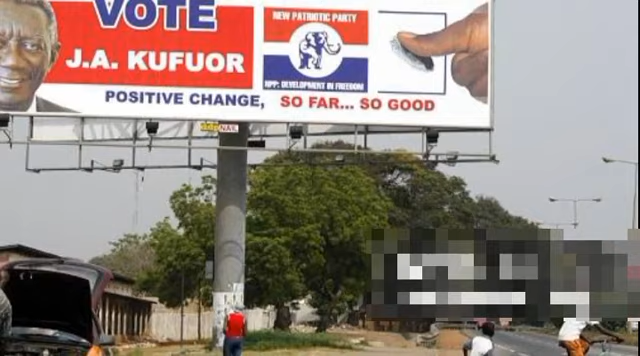 VOTE
J.A. KUFUOR
NEW PATRIOTIC PARTY
NPP: DEVELOPMENT IN FREEDOM
POSITIVE CHANGE, SO FAR... SO GOOD